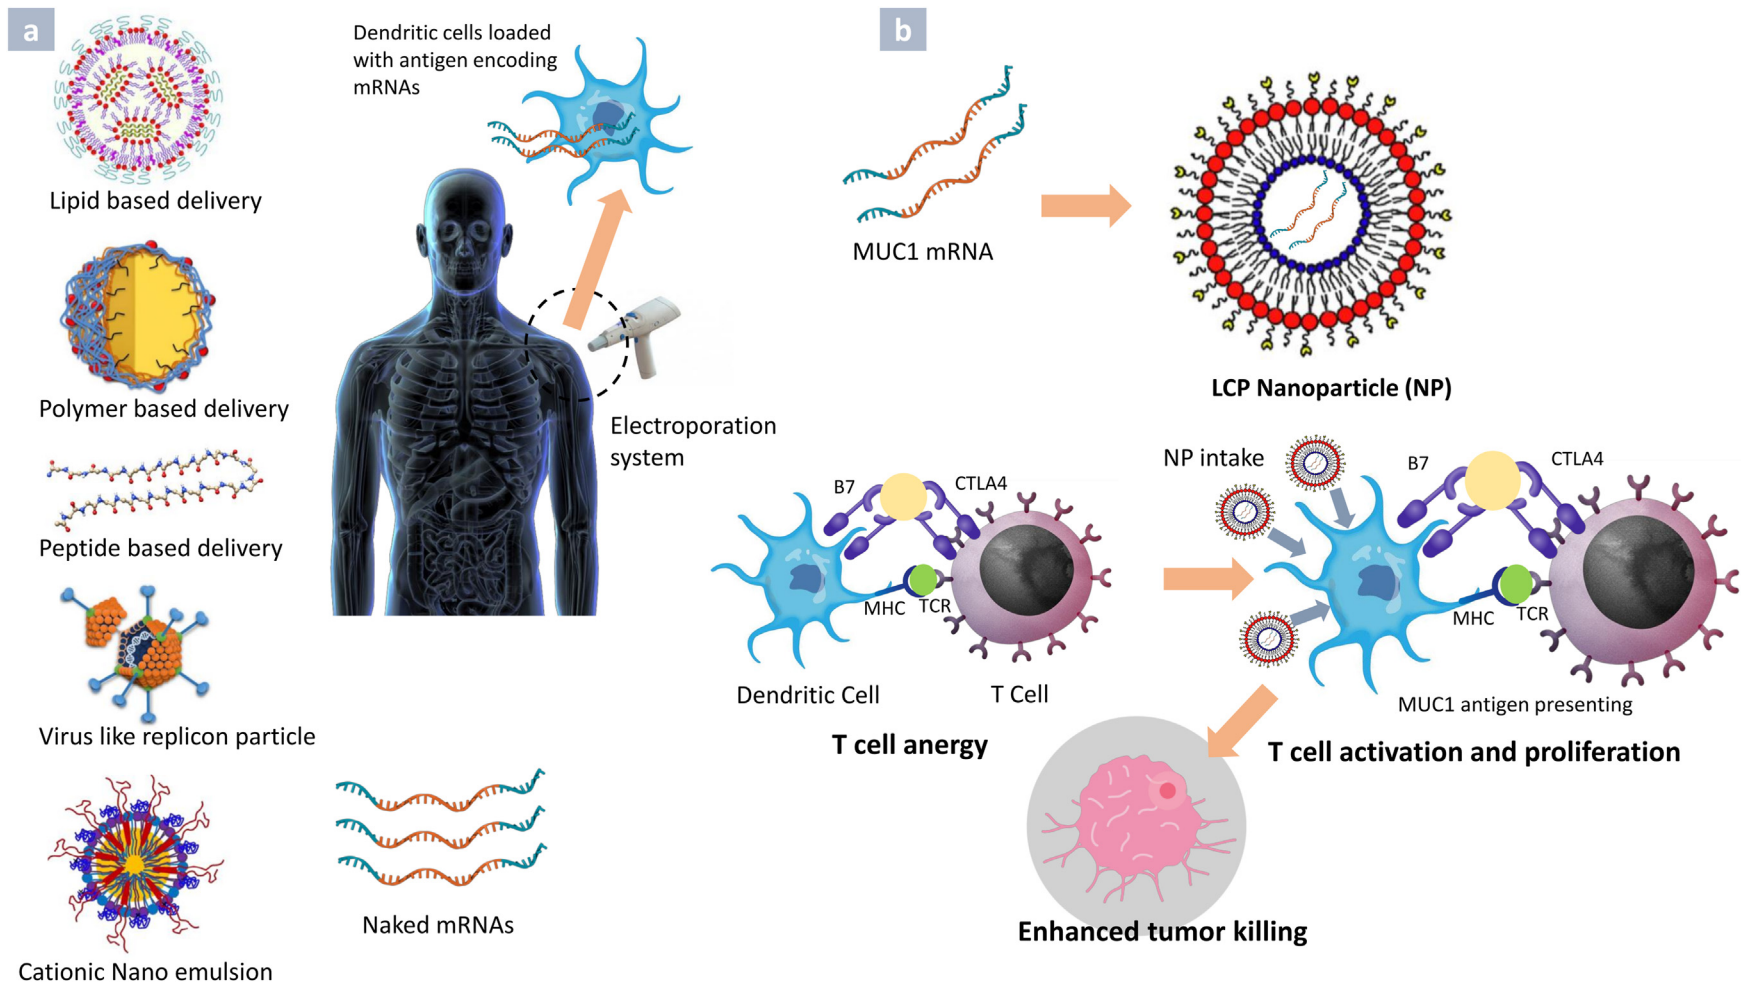 a
Dendritic cells loaded
with antigen encoding
mRNAs
Lipid based delivery
Polymer based delivery
Electroporation
system
Peptide based delivery
Virus like replicon particle
Naked mRNAs
Cationic Nano emulsion
b
MUC1 mRNA
LCP Nanoparticle (NP)
B7
CTLA4
MHC
TCR
Dendritic Cell
T Cell
T cell anergy
NP intake
B7
CTLA4
MHC
TCR
MUC1 antigen presenting
T cell activation and proliferation
Enhanced tumor killing